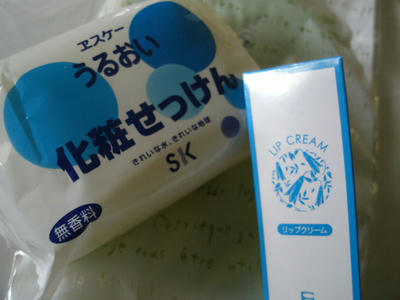 ヱスケー
うるおい
化粧せっけん
きれいな水、きれいな地球
SK
無香料
LIP CREAM
リップクリーム